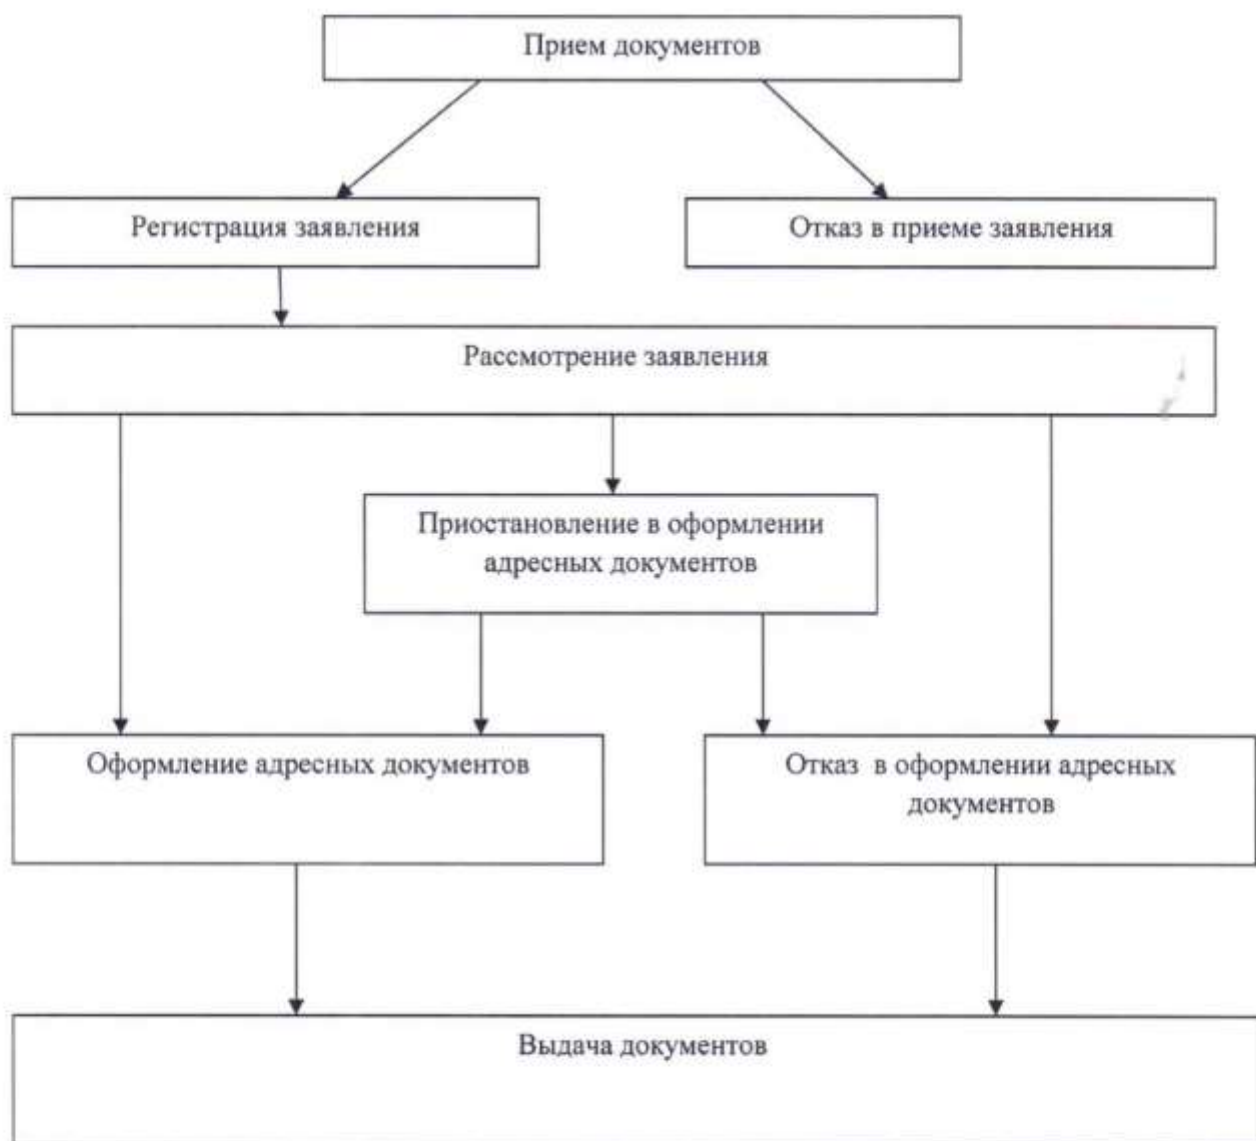 Прием документов
Регистрация заявления
Отказ в приеме заявления
Рассмотрение заявления
Приостановление в оформлении
адресных документов
Оформление адресных документов
Отказ в оформлении адресных
документов
Выдача документов